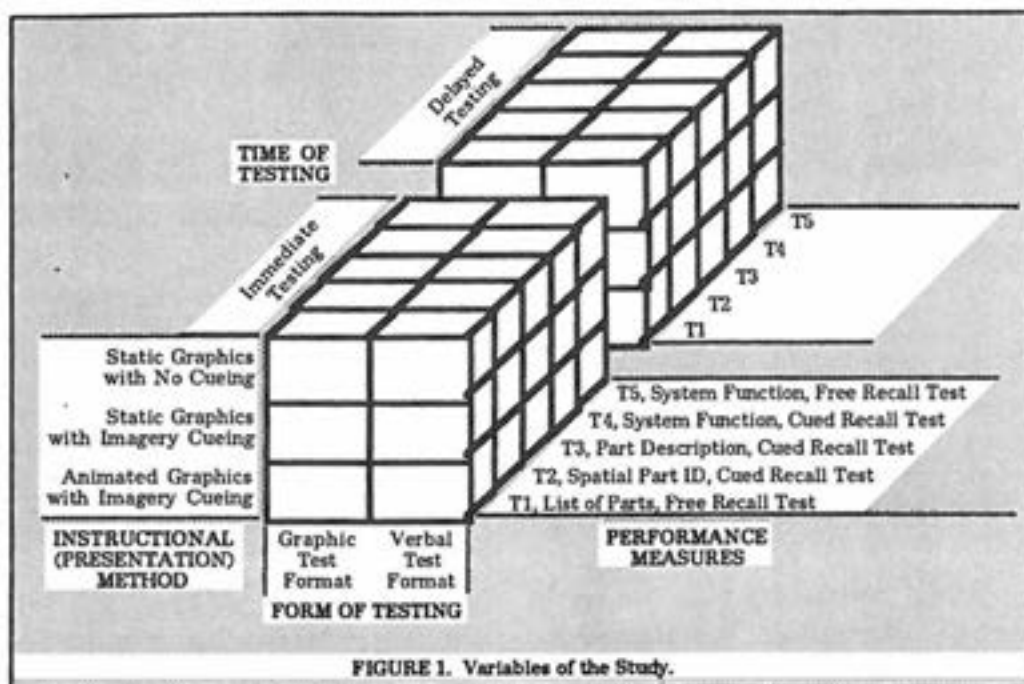 Delayed
Testing
TIME OF
TESTING
Immediate
Testing
T5
T4
T3
T2
T1
Static Graphics
with No Cueing
Static Graphics
with Imagery Cueing
Animated Graphics
with Imagery Cueing
T5, System Function, Free Recall Test
T4, System Function, Cued Recall Test
T3, Part Description, Cued Recall Test
T2, Spatial Part ID, Cued Recall Test
T1, List of Parts, Free Recall Test
INSTRUCTIONAL
(PRESENTATION)
METHOD
Graphic
Test
Format
Verbal
Test
Format
PERFORMANCE
MEASURES
FORM OF TESTING
FIGURE 1. Variables of the Study.